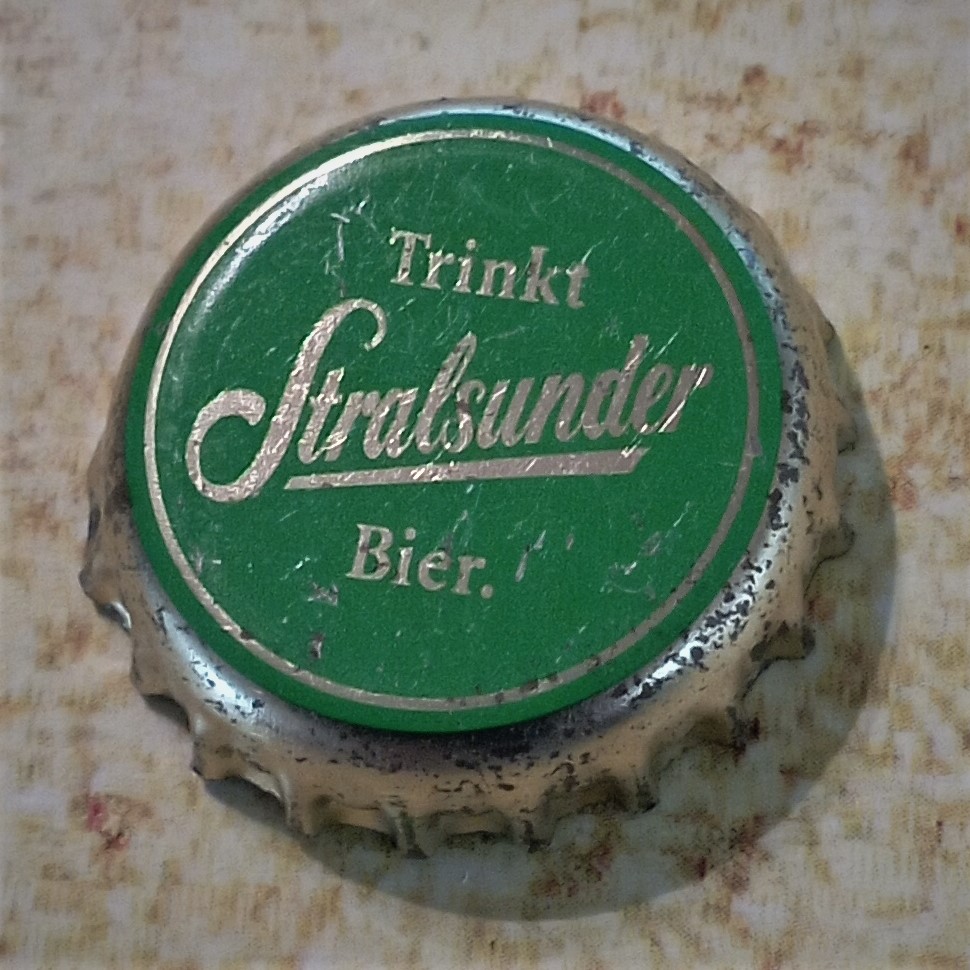 Trinkt
Stralsunder
Bier.